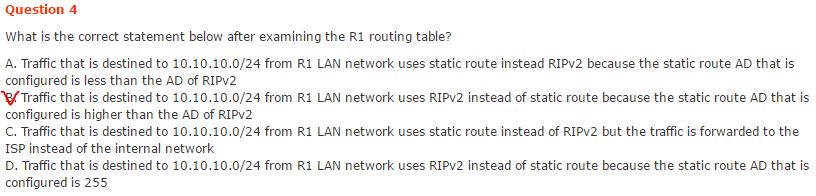 Question 4
What is the correct statement below after examining the R1 routing table?
A. Traffic that is destined to 10.10.10.0/24 from R1 LAN network uses static route instead RIPv2 because the static route AD that is
configured is less than the AD of RIPv2
B. Traffic that is destined to 10.10.10.0/24 from R1 LAN network uses RIPv2 instead of static route because the static route AD that is
configured is higher than the AD of RIPv2
C. Traffic that is destined to 10.10.10.0/24 from R1 LAN network uses static route instead of RIPv2 but the traffic is forwarded to the
ISP instead of the internal network
D. Traffic that is destined to 10.10.10.0/24 from R1 LAN network uses RIPv2 instead of static route because the static route AD that is
configured is 255